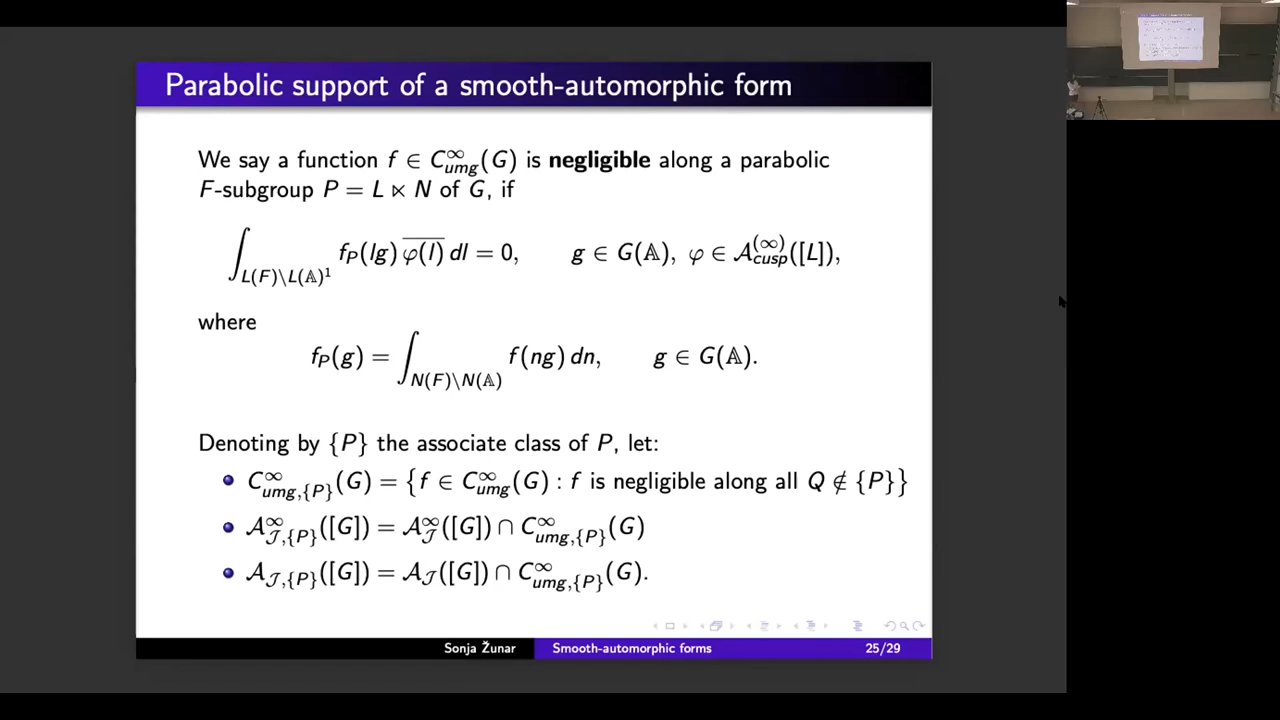 Parabolic support of a smooth-automorphic form
We say a function f ∈ C^∞_{umg}(G) is negligible along a parabolic
F-subgroup P = L ⋉ N of G, if
∫_{L(F)\L(𝔸)^1} f_P(lg) \overline{φ(l)} dl = 0, g ∈ G(𝔸), φ ∈ 𝒜^{(∞)}_{cusp}([L]),
where
f_P(g) = ∫_{N(F)\N(𝔸)} f(ng) dn, g ∈ G(𝔸).
Denoting by {P} the associate class of P, let:
• C^∞_{umg,{P}}(G) = {f ∈ C^∞_{umg}(G) : f is negligible along all Q ∉ {P}}
• 𝒜^∞_{𝒥,{P}}([G]) = 𝒜^∞_𝒥([G]) ∩ C^∞_{umg,{P}}(G)
• 𝒜_{𝒥,{P}}([G]) = 𝒜_𝒥([G]) ∩ C^∞_{umg,{P}}(G).
Sonja Žunar Smooth-automorphic forms 25/29